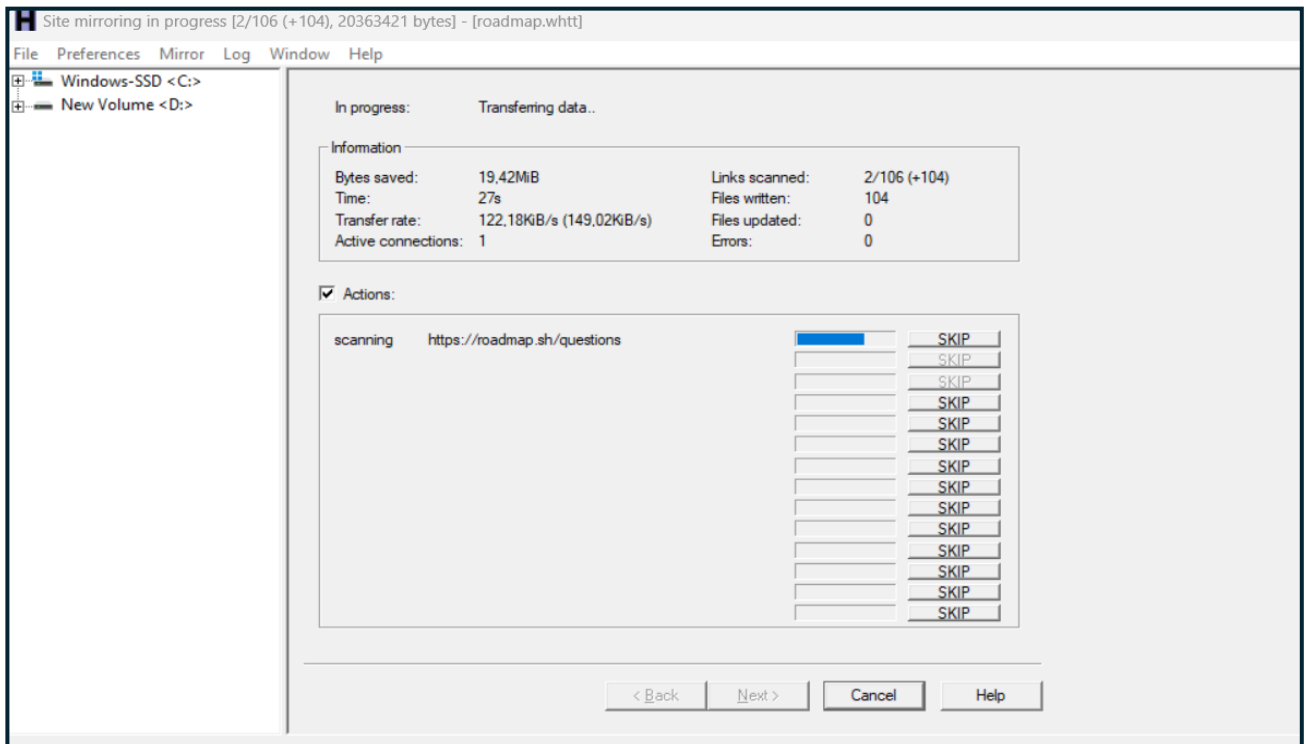 H Site mirroring in progress [2/106 (+104), 20363421 bytes] - [roadmap.whtt]
File Preferences Mirror Log Window Help
Windows-SSD <C:>
New Volume <D:>
In progress: Transferring data..
Information
Bytes saved: 19,42MiB Links scanned: 2/106 (+104)
Time: 27s Files written: 104
Transfer rate: 122,18KiB/s (149,02KiB/s) Files updated: 0
Active connections: 1 Errors: 0
Actions:
scanning https://roadmap.sh/questions SKIP
SKIP
SKIP
SKIP
SKIP
SKIP
SKIP
SKIP
SKIP
SKIP
SKIP
SKIP
SKIP
SKIP
< Back Next > Cancel Help